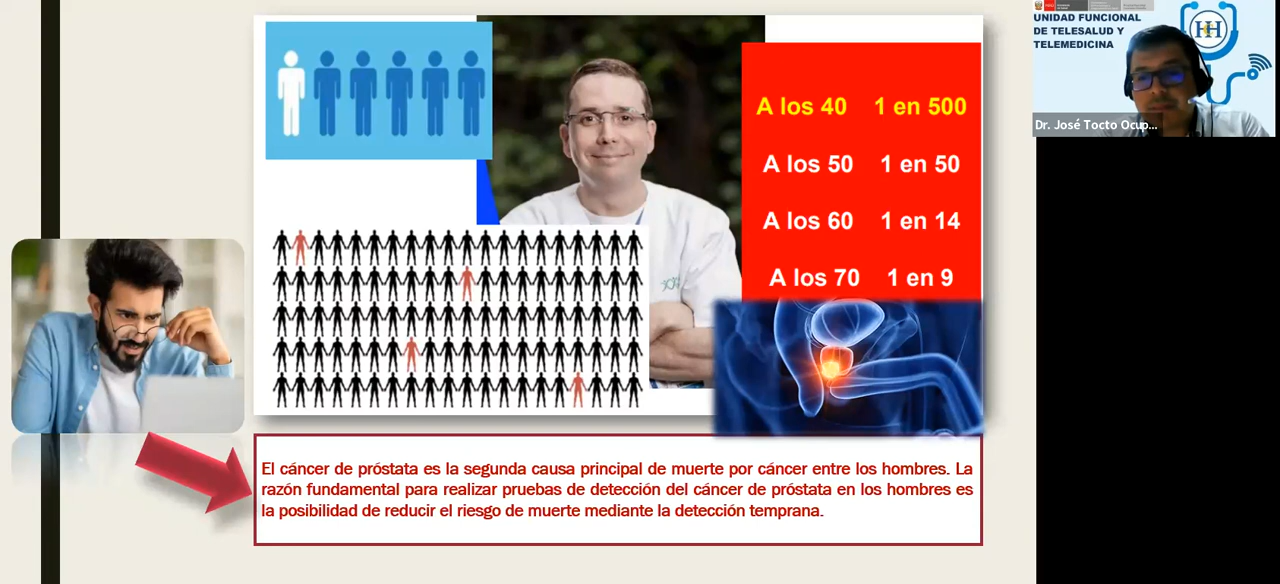 A los 40 1 en 500
A los 50 1 en 50
A los 60 1 en 14
A los 70 1 en 9
El cáncer de próstata es la segunda causa principal de muerte por cáncer entre los hombres. La
razón fundamental para realizar pruebas de detección del cáncer de próstata en los hombres es
la posibilidad de reducir el riesgo de muerte mediante la detección temprana.
UNIDAD FUNCIONAL
DE TELESALUD Y
TELEMEDICINA
Dr. José Tocto Ocup...